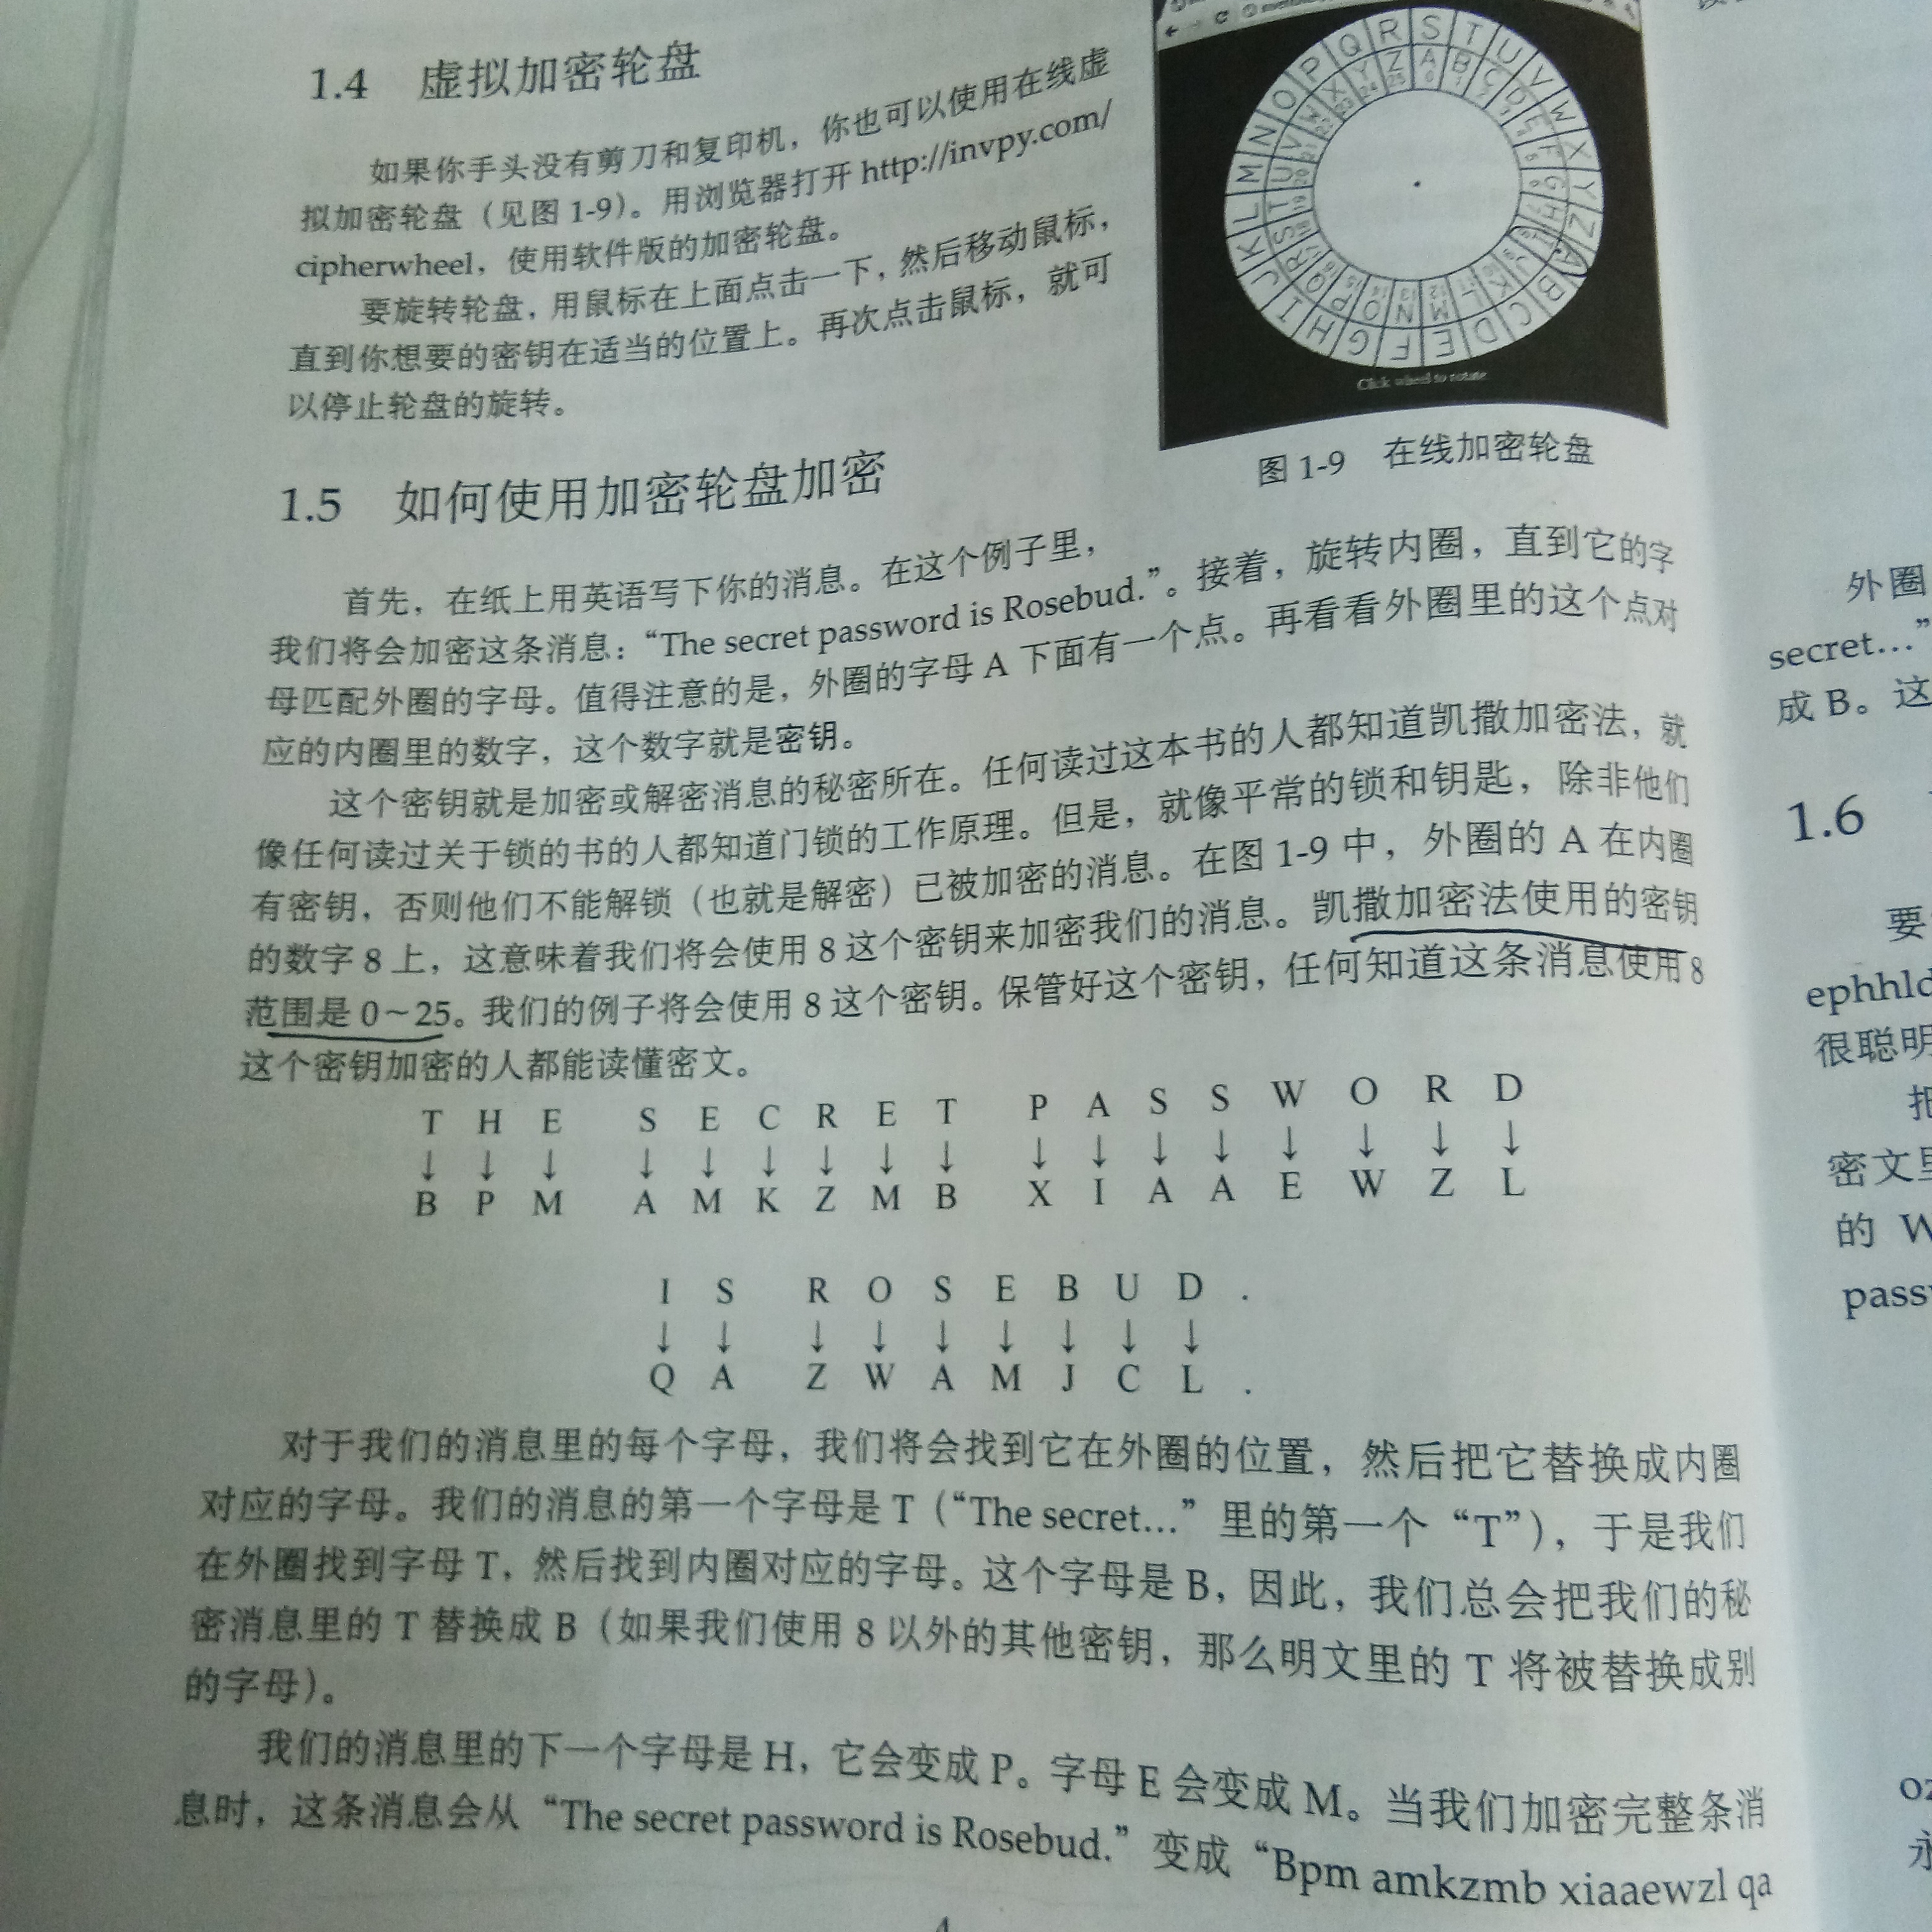 1.4 虚拟加密轮盘
如果你手头没有剪刀和复印机，你也可以使用在线虚
拟加密轮盘（见图 1-9）。用浏览器打开 http://invpy.com/
cipherwheel，使用软件版的加密轮盘。
要旋转轮盘，用鼠标在上面点击一下，然后移动鼠标，
直到你想要的密钥在适当的位置上。再次点击鼠标，就可
以停止轮盘的旋转。
Click wheel to rotate
图 1-9 在线加密轮盘
1.5 如何使用加密轮盘加密
首先，在纸上用英语写下你的消息。在这个例子里，
我们将会加密这条消息：“The secret password is Rosebud.”。接着，旋转内圈，直到它的字
母匹配外圈的字母。值得注意的是，外圈的字母 A 下面有一个点。再看看外圈里的这个点对
应的内圈里的数字，这个数字就是密钥。
这个密钥就是加密或解密消息的秘密所在。任何读过这本书的人都知道凯撒加密法，就
像任何读过关于锁的书的人都知道门锁的工作原理。但是，就像平常的锁和钥匙，除非他们
有密钥，否则他们不能解锁（也就是解密）已被加密的消息。在图 1-9 中，外圈的 A 在内圈
的数字 8 上，这意味着我们将会使用 8 这个密钥来加密我们的消息。凯撒加密法使用的密钥
范围是 0～25。我们的例子将会使用 8 这个密钥。保管好这个密钥，任何知道这条消息使用 8
这个密钥加密的人都能读懂密文。
T H E S E C R E T P A S S W O R D
↓ ↓ ↓ ↓ ↓ ↓ ↓ ↓ ↓ ↓ ↓ ↓ ↓ ↓ ↓ ↓ ↓
B P M A M K Z M B X I A A E W Z L
I S R O S E B U D .
↓ ↓ ↓ ↓ ↓ ↓ ↓ ↓ ↓
Q A Z W A M J C L .
对于我们的消息里的每个字母，我们将会找到它在外圈的位置，然后把它替换成内圈
对应的字母。我们的消息的第一个字母是 T（“The secret…” 里的第一个 “T”），于是我们
在外圈找到字母 T，然后找到内圈对应的字母。这个字母是 B，因此，我们总会把我们的秘
密消息里的 T 替换成 B（如果我们使用 8 以外的其他密钥，那么明文里的 T 将被替换成别
的字母）。
我们的消息里的下一个字母是 H，它会变成 P。字母 E 会变成 M。当我们加密完整条消
息时，这条消息会从 “The secret password is Rosebud.” 变成 “Bpm amkzmb xiaaewzl qa
外圈
secret…”
成 B。这
1.6
要
ephhld
很聪明
把
密文里
的 W
passw